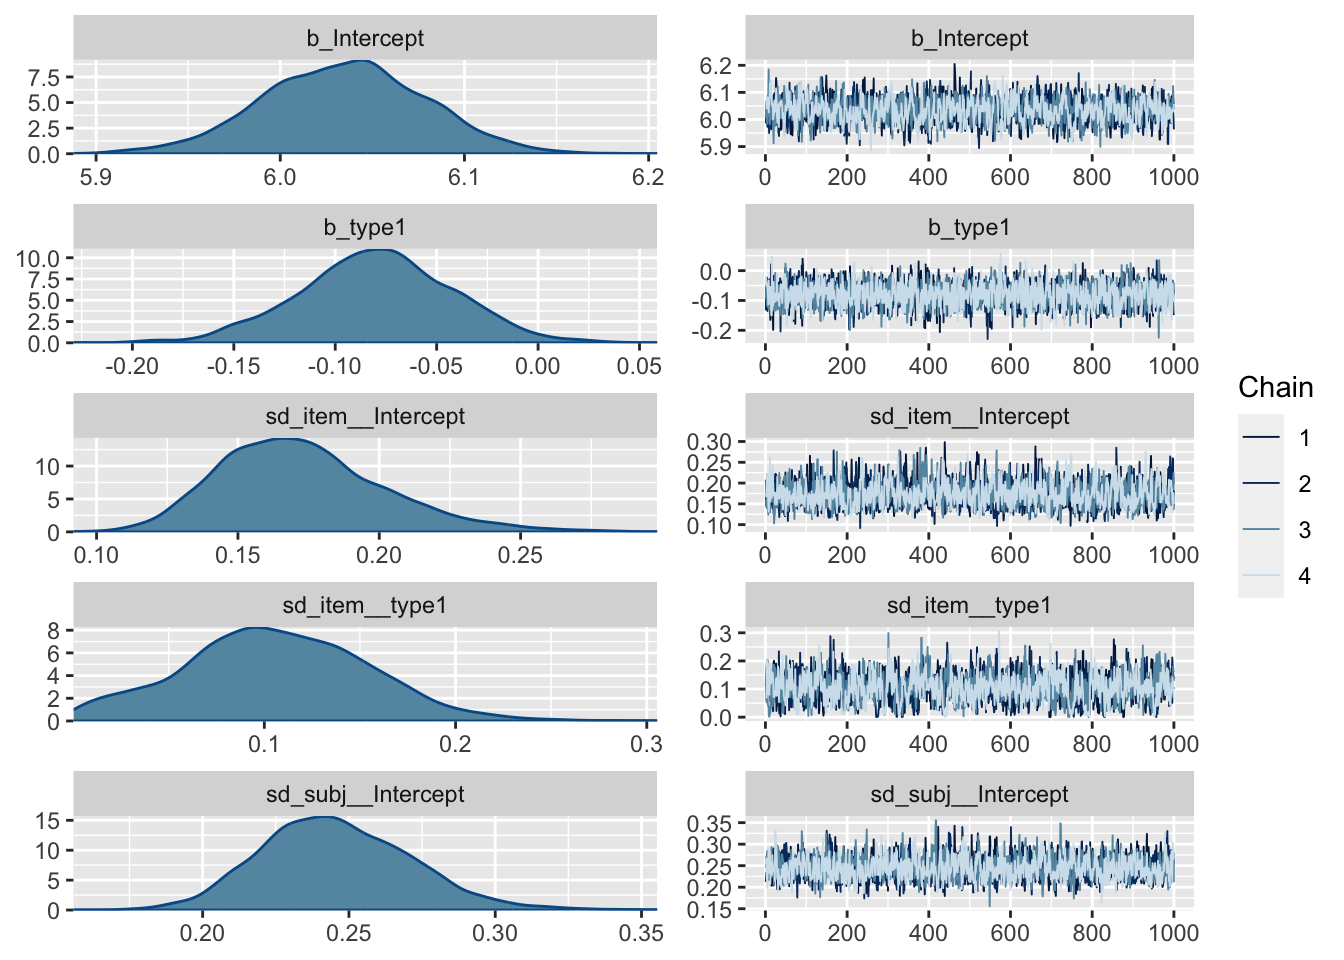 b_Intercept
7.5
5.0
2.5
0.0
5.9 6.0 6.1 6.2
b_Intercept
6.2
6.1
6.0
5.9
0 200 400 600 800 1000
b_type1
10.0
7.5
5.0
2.5
0.0
-0.20 -0.15 -0.10 -0.05 0.00 0.05
b_type1
0.0
-0.1
-0.2
0 200 400 600 800 1000
sd_item__Intercept
10
5
0
0.10 0.15 0.20 0.25
sd_item__Intercept
0.30
0.25
0.20
0.15
0.10
0 200 400 600 800 1000
sd_item__type1
8
6
4
2
0
0.1 0.2 0.3
sd_item__type1
0.3
0.2
0.1
0.0
0 200 400 600 800 1000
sd_subj__Intercept
15
10
5
0
0.20 0.25 0.30 0.35
sd_subj__Intercept
0.35
0.30
0.25
0.20
0.15
0 200 400 600 800 1000
Chain
1
2
3
4